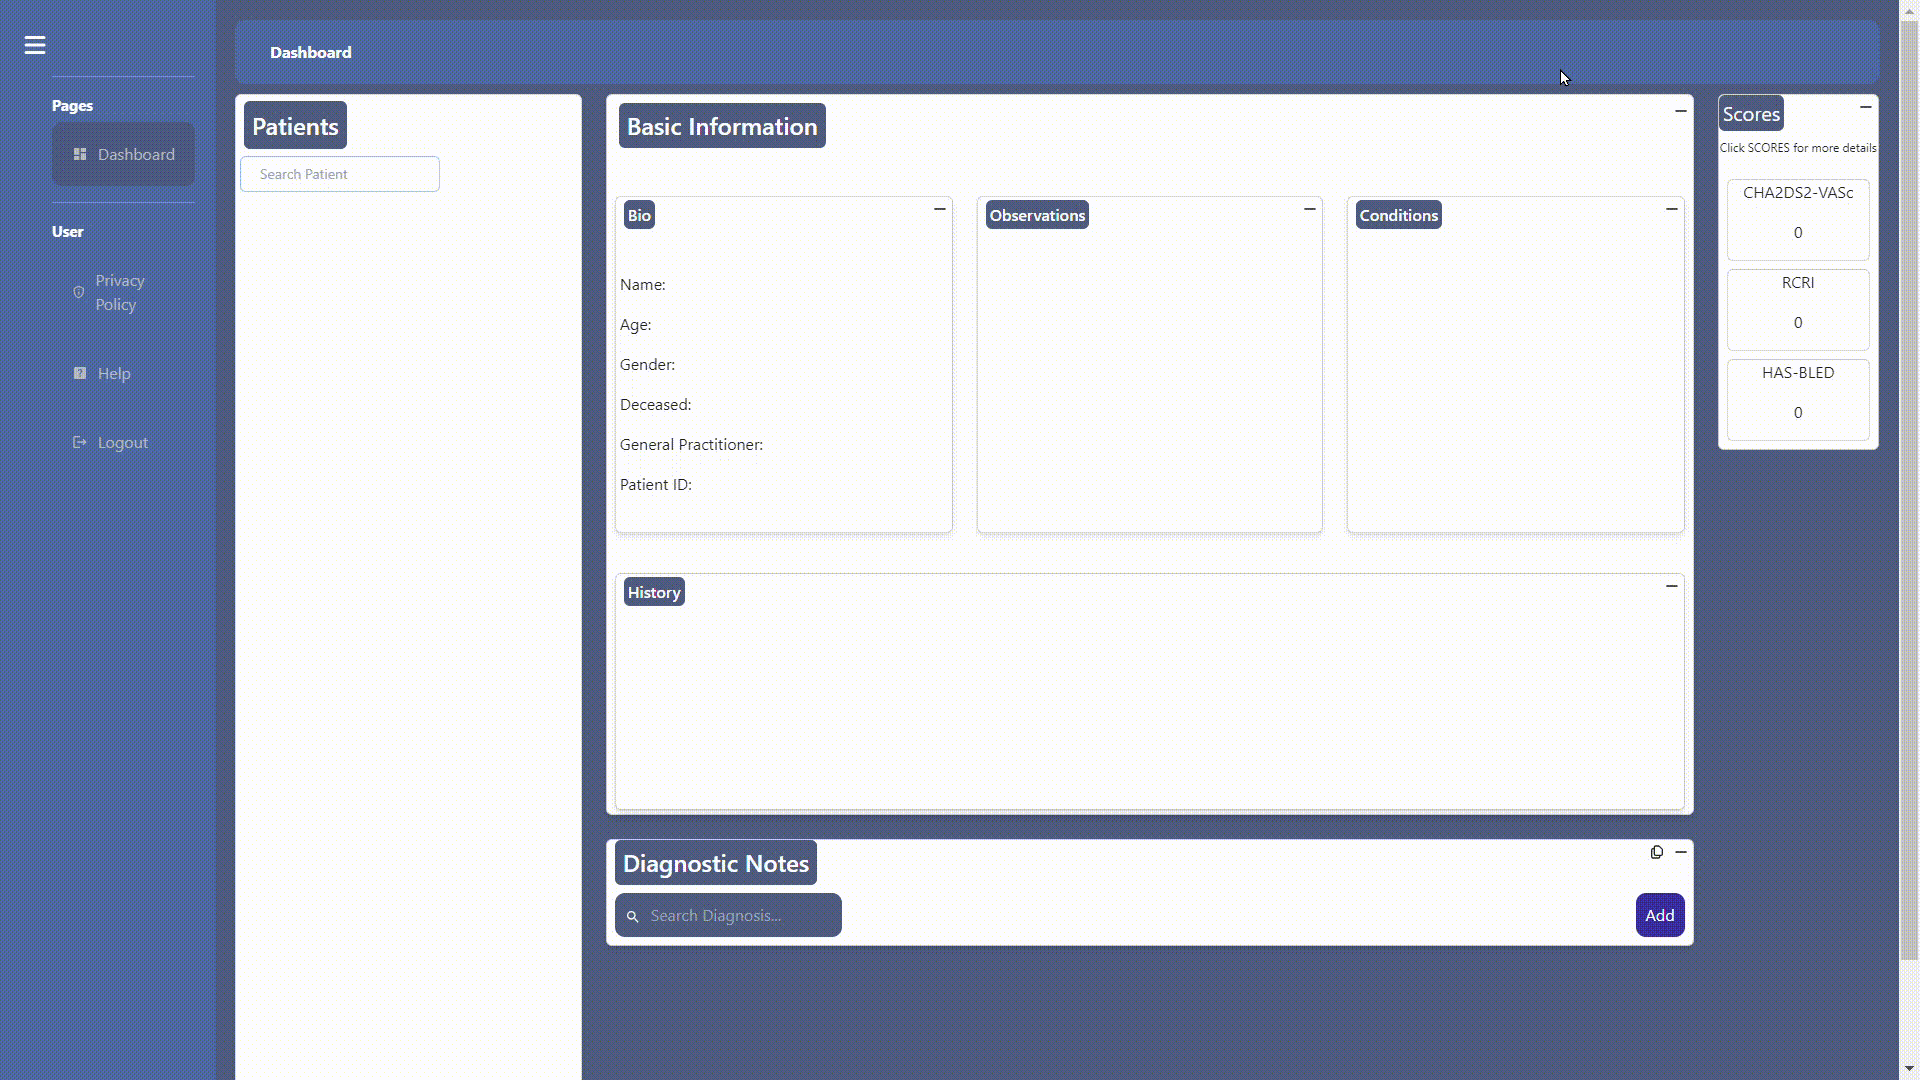 Dashboard
Pages
Dashboard
User
Privacy
Policy
Help
Logout
Patients
Search Patient
Basic Information
Bio
Name:
Age:
Gender:
Deceased:
General Practitioner:
Patient ID:
Observations
Conditions
History
Diagnostic Notes
Search Diagnosis...
Add
Scores
Click SCORES for more details
CHA2DS2-VASc
0
RCRI
0
HAS-BLED
0